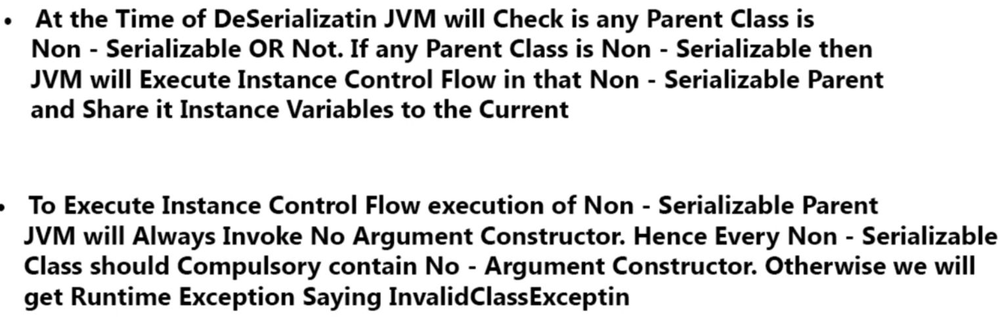 • At the Time of DeSerializatin JVM will Check is any Parent Class is
Non - Serializable OR Not. If any Parent Class is Non - Serializable then
JVM will Execute Instance Control Flow in that Non - Serializable Parent
and Share it Instance Variables to the Current
• To Execute Instance Control Flow execution of Non - Serializable Parent
JVM will Always Invoke No Argument Constructor. Hence Every Non - Serializable
Class should Compulsory contain No - Argument Constructor. Otherwise we will
get Runtime Exception Saying InvalidClassExceptin